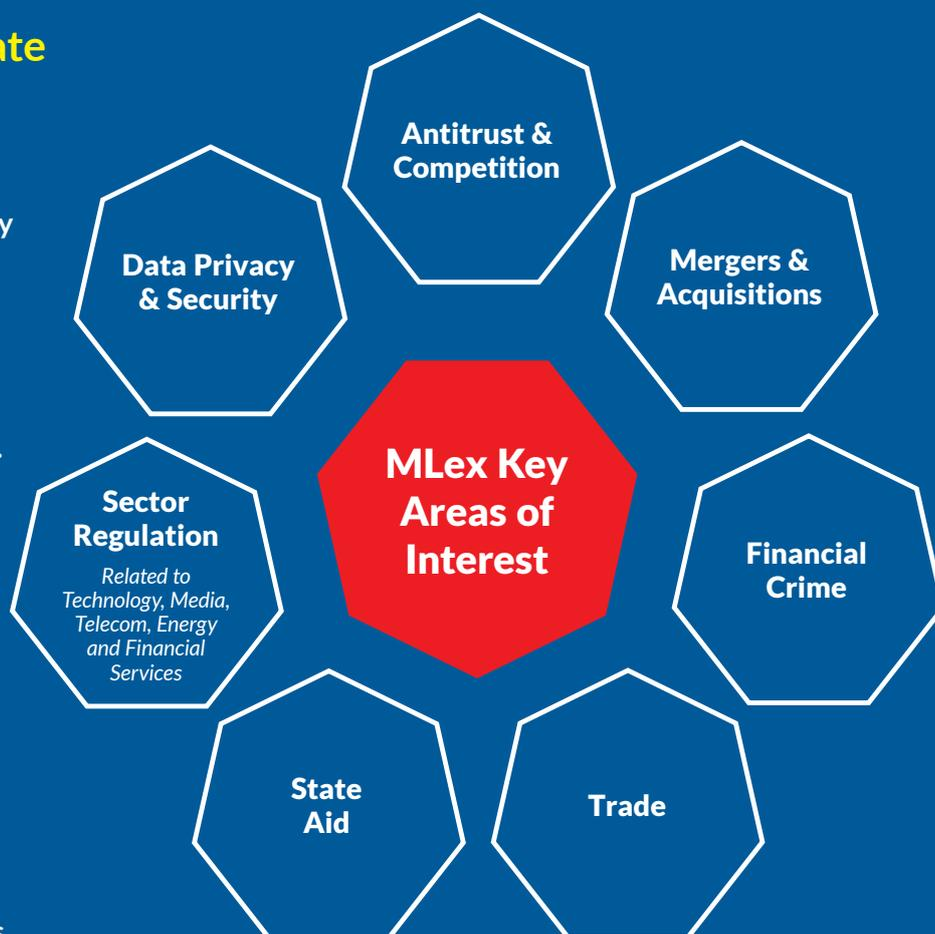 ate
y
Antitrust &
Competition
Data Privacy
& Security
Mergers &
Acquisitions
MLex Key
Areas of
Interest
Sector
Regulation
Related to
Technology, Media,
Telecom, Energy
and Financial
Services
Financial
Crime
State
Aid
Trade